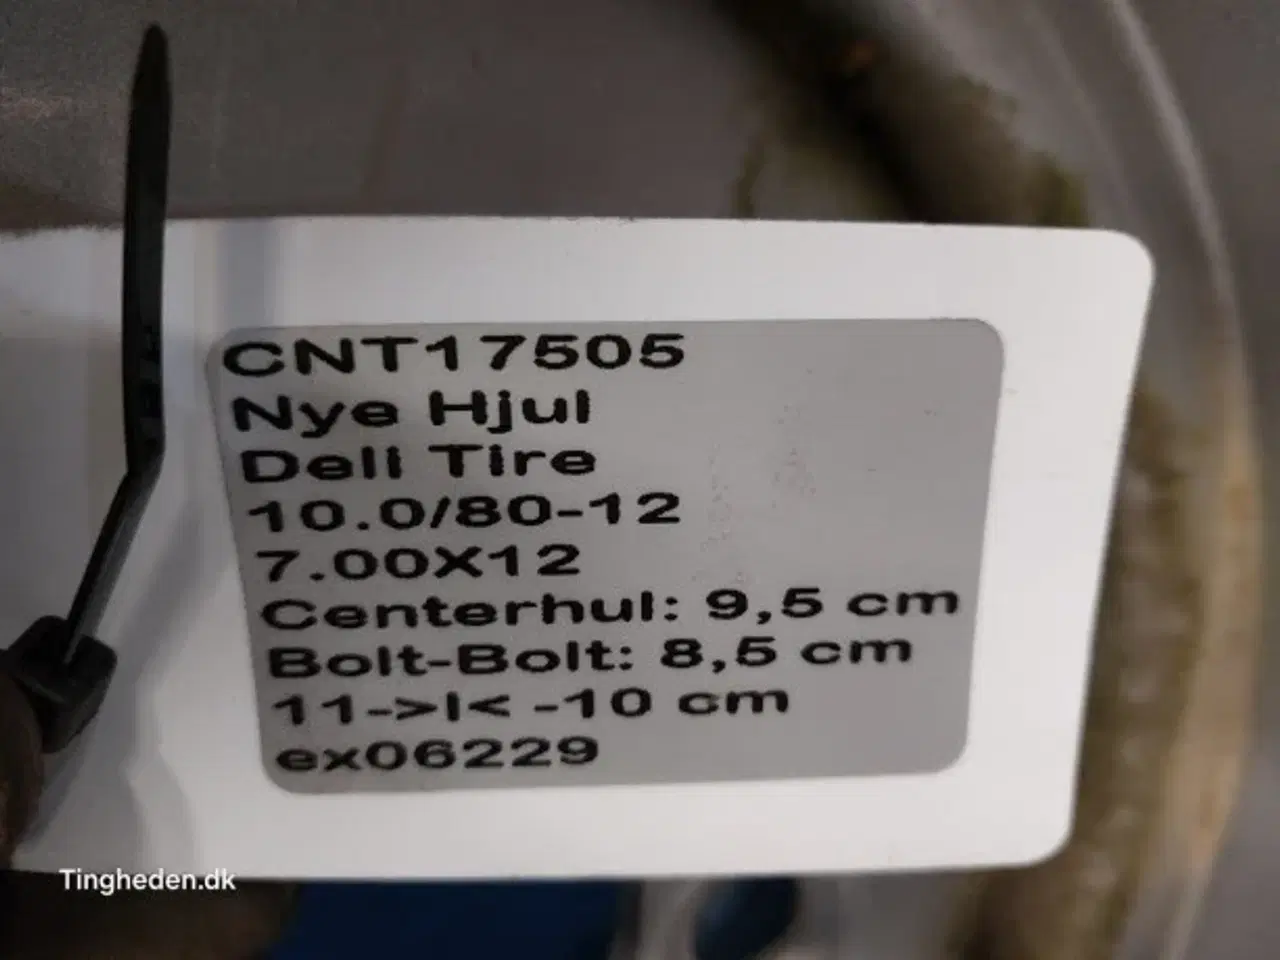 CNT17505
Nye Hjul
Deli Tire
10.0/80-12
7.00X12
Centerhul: 9,5 cm
Bolt-Bolt: 8,5 cm
11->|< -10 cm
ex06229
Tingheden.dk